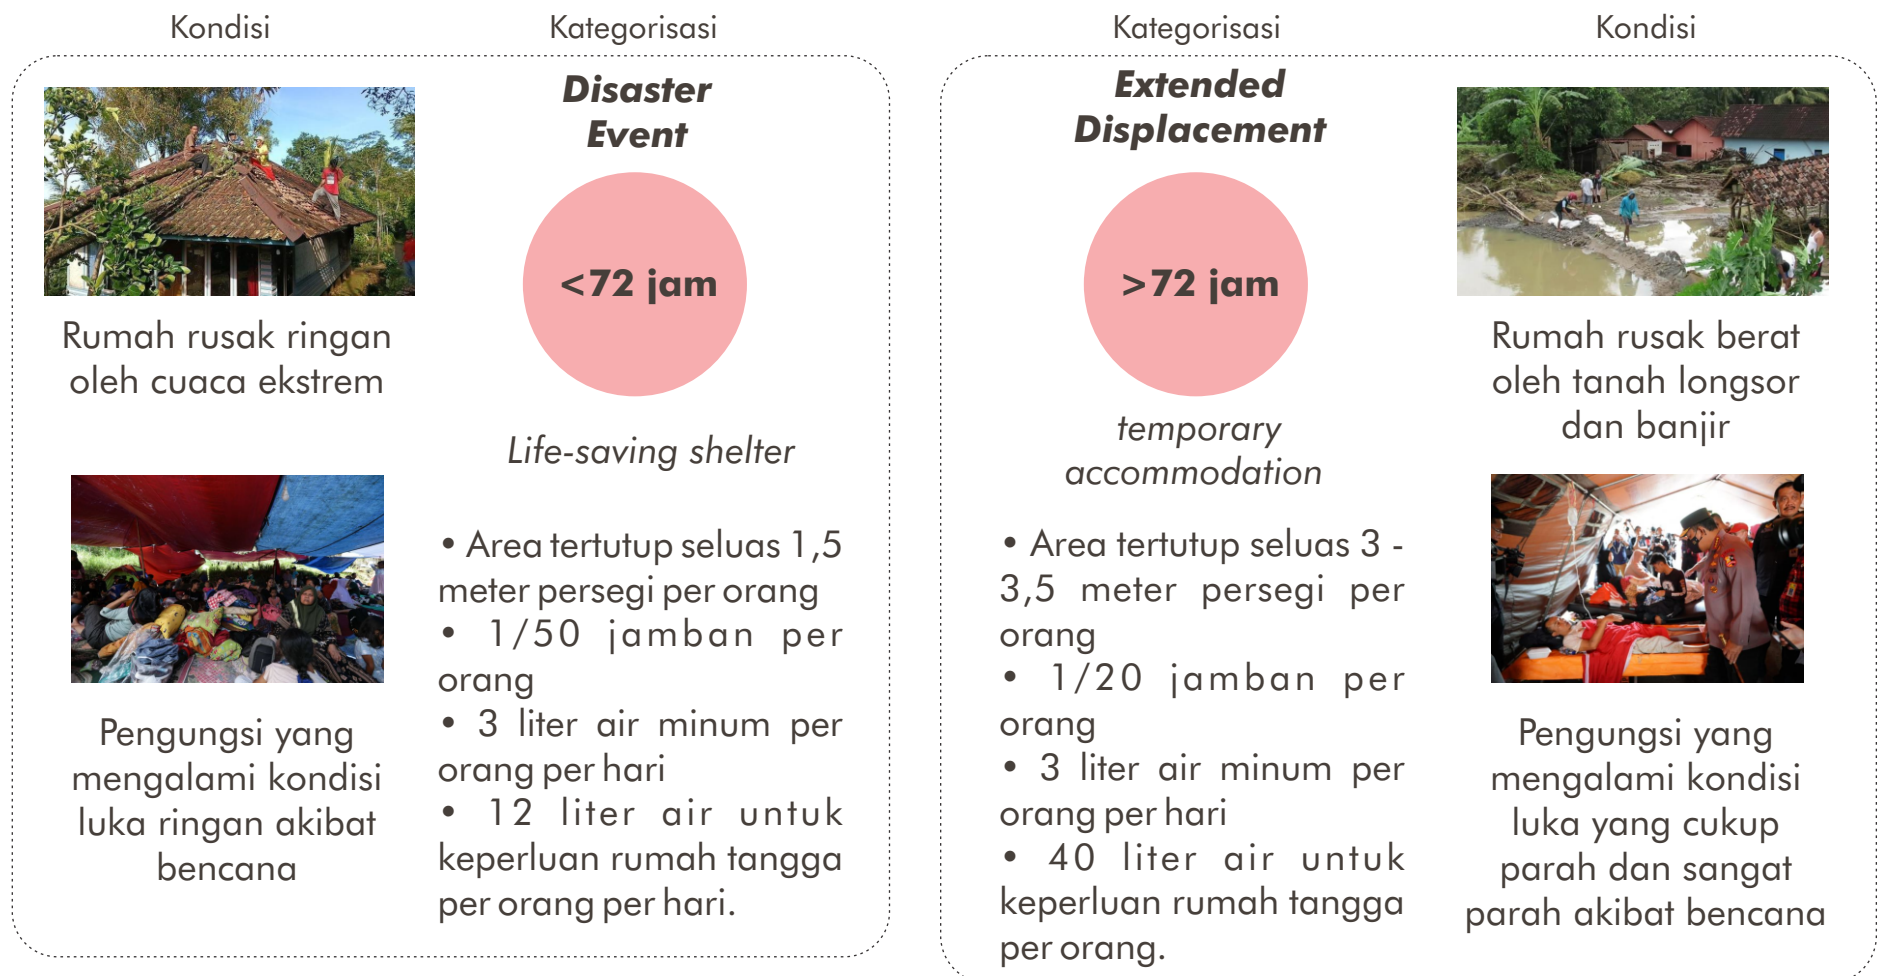 Kondisi
Kategorisasi
Rumah rusak ringan
oleh cuaca ekstrem
Pengungsi yang
mengalami kondisi
luka ringan akibat
bencana
Disaster
Event
<72 jam
Life-saving shelter
• Area tertutup seluas 1,5
meter persegi per orang
• 1/50 jamban per
orang
• 3 liter air minum per
orang per hari
• 12 liter air untuk
keperluan rumah tangga
per orang per hari.
Kategorisasi
Kondisi
Extended
Displacement
>72 jam
temporary
accommodation
• Area tertutup seluas 3 -
3,5 meter persegi per
orang
• 1/20 jamban per
orang
• 3 liter air minum per
orang per hari
• 40 liter air untuk
keperluan rumah tangga
per orang.
Rumah rusak berat
oleh tanah longsor
dan banjir
Pengungsi yang
mengalami kondisi
luka yang cukup
parah dan sangat
parah akibat bencana